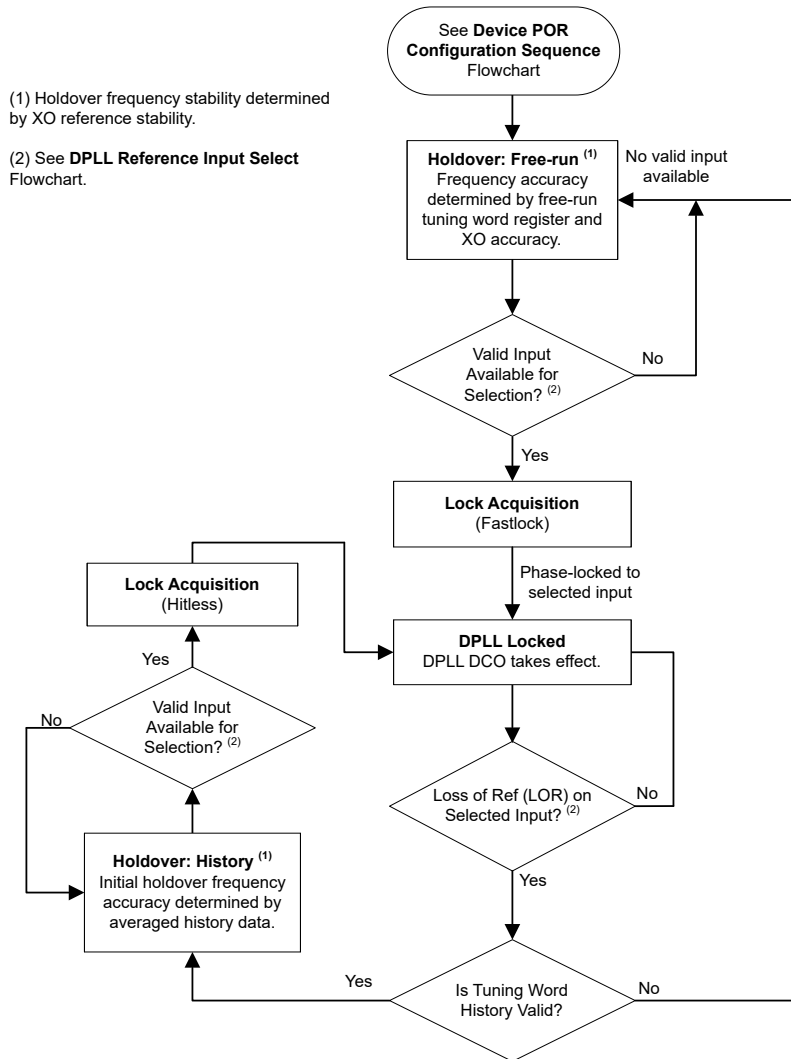 See Device POR
Configuration Sequence
Flowchart
(1) Holdover frequency stability determined
by XO reference stability.
(2) See DPLL Reference Input Select
Flowchart.
Holdover: Free-run (1)
Frequency accuracy
determined by free-run
tuning word register and
XO accuracy.
No valid input
available
Valid Input
Available for
Selection? (2)
No
Yes
Lock Acquisition
(Fastlock)
Phase-locked to
selected input
Lock Acquisition
(Hitless)
DPLL Locked
DPLL DCO takes effect.
Yes
Valid Input
Available for
Selection? (2)
No
Loss of Ref (LOR) on
Selected Input? (2)
No
Holdover: History (1)
Initial holdover frequency
accuracy determined by
averaged history data.
Yes
Is Tuning Word
History Valid?
Yes
No